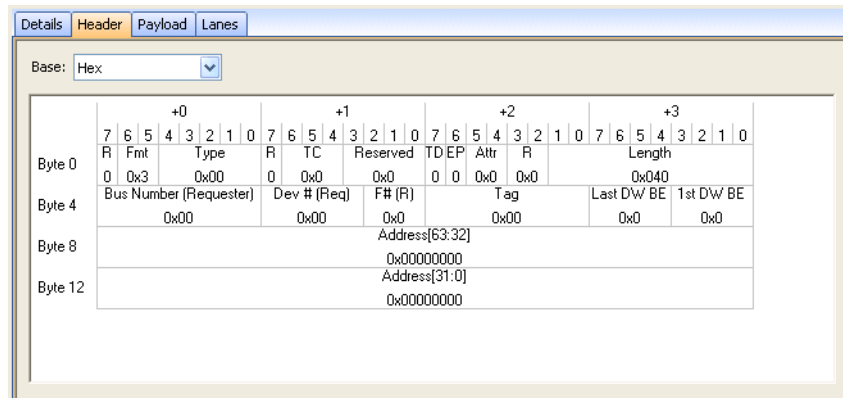 Details Header Payload Lanes
Base: Hex
+0 +1 +2 +3
7 6 5 4 3 2 1 0 7 6 5 4 3 2 1 0 7 6 5 4 3 2 1 0 7 6 5 4 3 2 1 0
Byte 0 R Fmt Type R TC Reserved TD EP Attr R Length
0 0x3 0x00 0 0x0 0x0 0 0 0x0 0x0 0x040
Byte 4 Bus Number (Requester) Dev # (Req) F# (R) Tag Last DW BE 1st DW BE
0x00 0x00 0x0 0x00 0x0 0x0
Byte 8 Address[63:32]
0x00000000
Byte 12 Address[31:0]
0x00000000